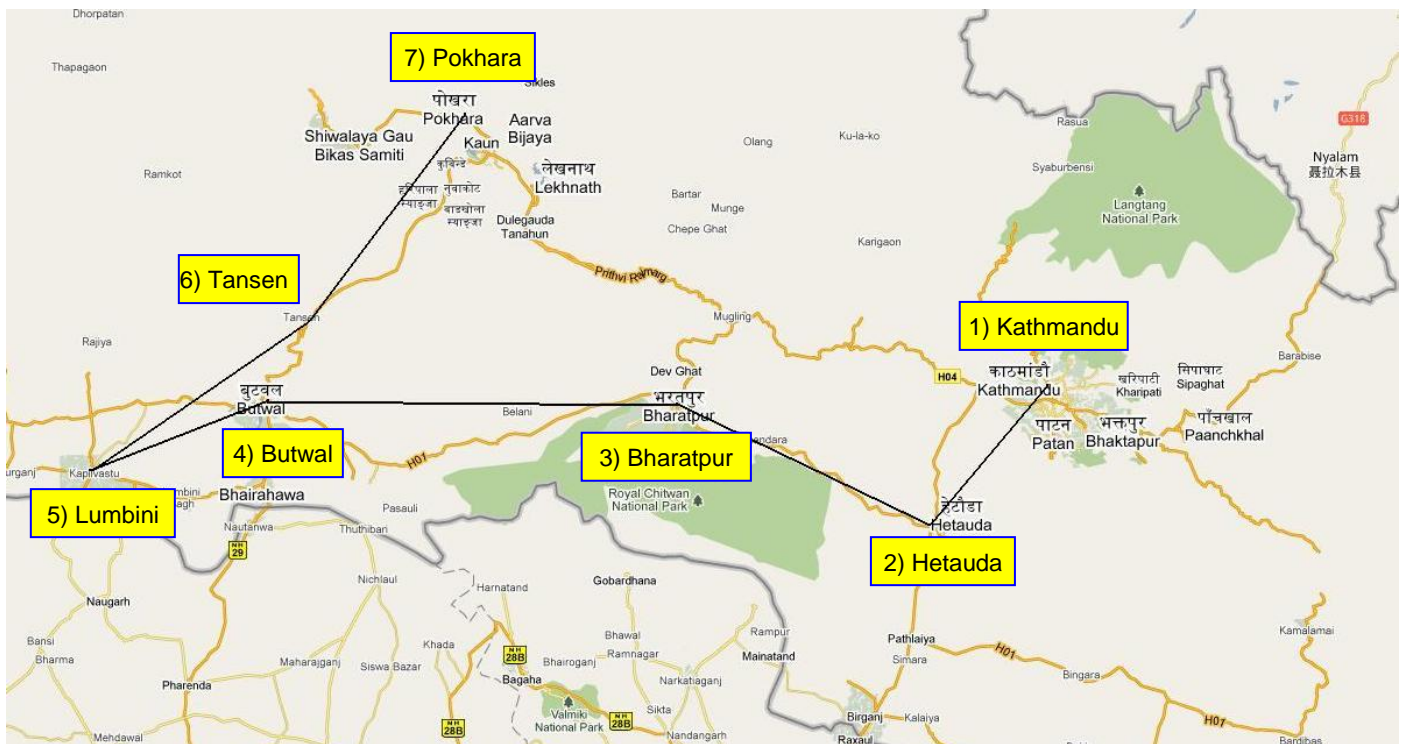 Dhorpatan
7) Pokhara
Thapagaon
Sikles
पोखरा
Pokhara
Aarva
Bijaya
Shiwalaya Gau
Bikas Samiti
Kaun
Ramkot
लेखनाथ
Lekhnath
नुवाकोट
स्याङ्जा
स्याङ्जा
Dulegauda
Tanahun
Olang
Ku-la-ko
Rasua
Syaburbensi
G318
Nyalam
聂拉木县
Langtang
National Park
Bartar
Munge
Chepe Ghat
Karigaon
6) Tansen
Prithvi
Tansen
Mugling
1) Kathmandu
Rajiya
Barabise
Dev Ghat
H04
काठमांडौ
Kathmandu
खरिपाटी
Kharipati
सिपाघाट
Sipaghat
बुटवल
Butwal
Belani
भरतपुर
Bharatpur
पाटन
Patan
भक्तपुर
Bhaktapur
पाँचखाल
Paanchkhal
4) Butwal
3) Bharatpur
andara
H01
Kapilvastu
5) Lumbini
Bhairahawa
Royal Chitwan
National Park
हेटौडा
Hetauda
2) Hetauda
Pasauli
Nautanwa
Thuthibari
NH
29
Nichlaul
Harnatand
Gobardhana
Naugarh
Bansi
Bharma
Maharajganj
Siswa Bazar
Khada
NH
28B
Bhairoganj
Bhawal
Ramnagar
Rampur
Mainatand
Pathlaiya
Simara
H01
Kamalamai
Bingara
Pharenda
Bagaha
Narkatiaganj
Valmiki
National Park
NH
28B
Sikta
Nandangarh
Birganj
Kalaiya
Raxaul
H01
Mehdawal
Bardibas